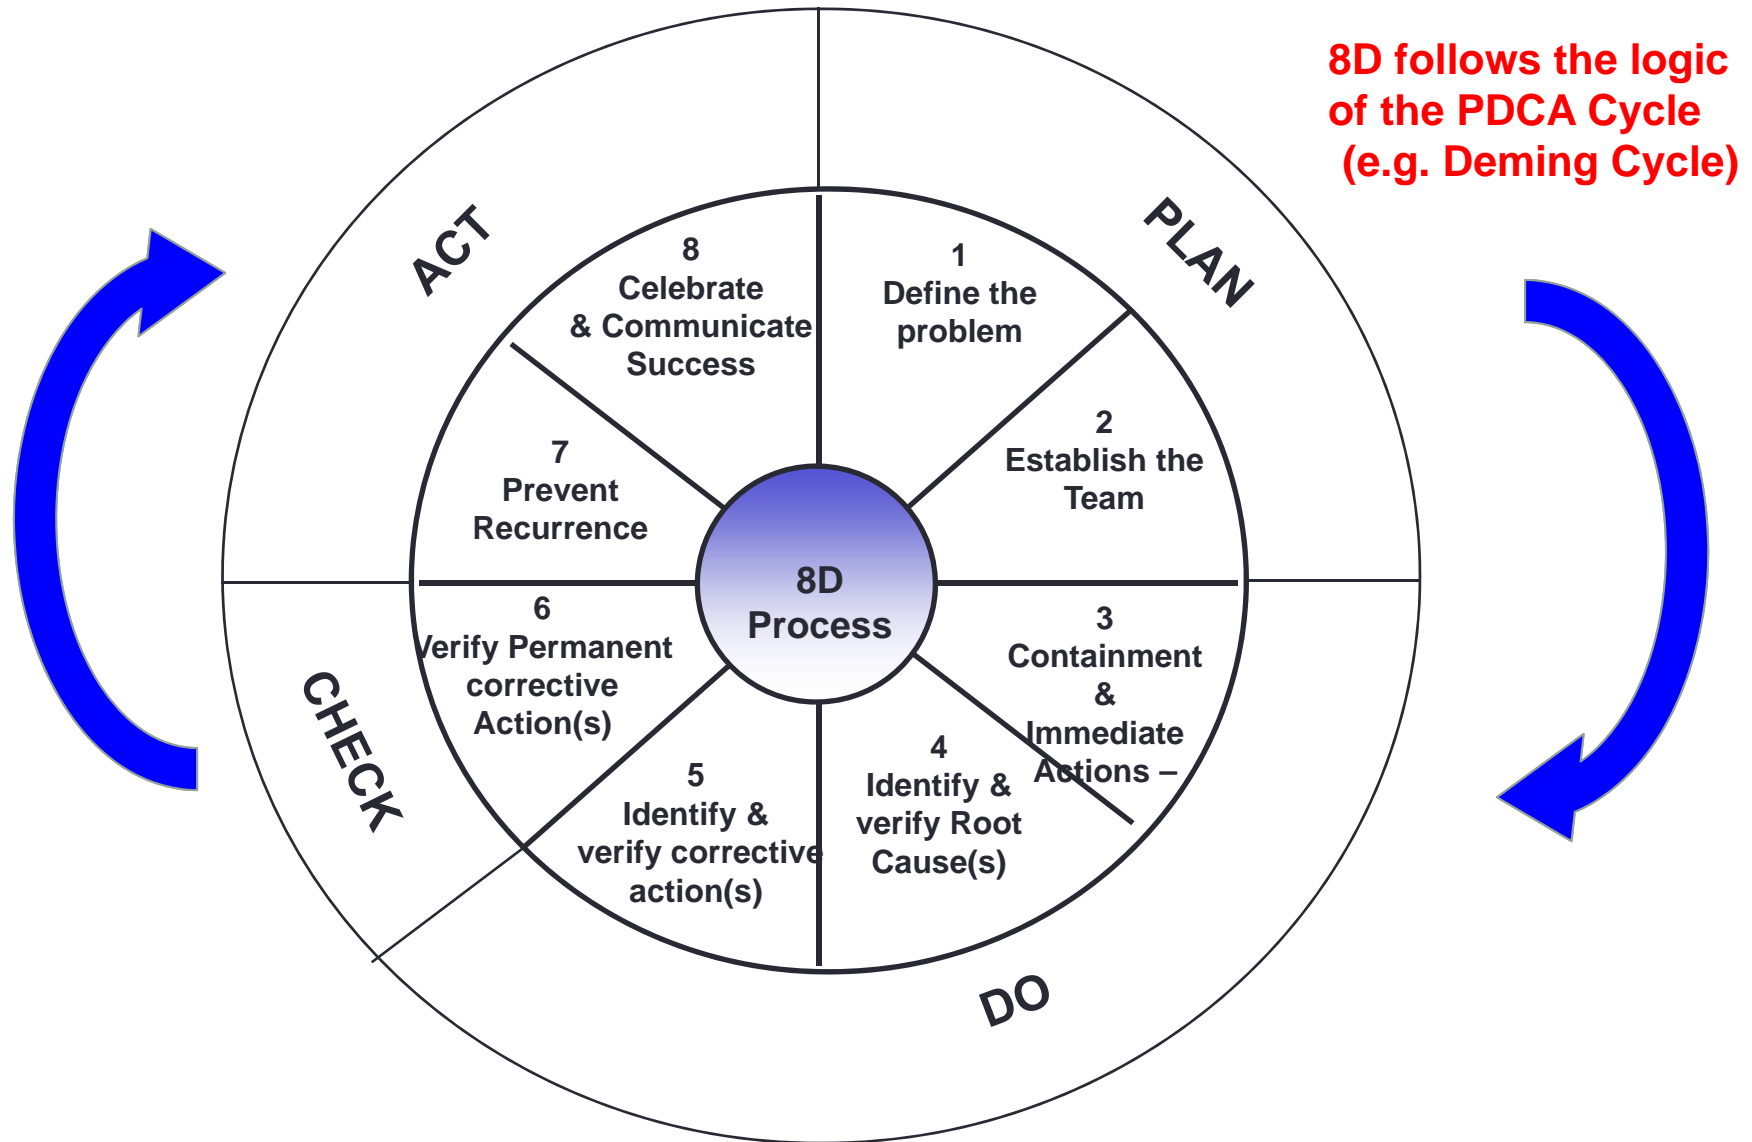 8D follows the logic
of the PDCA Cycle
(e.g. Deming Cycle)
ACT
PLAN
8
Celebrate
& Communicate
Success
1
Define the
problem
2
Establish the
Team
7
Prevent
Recurrence
8D
Process
6
Verify Permanent
corrective
Action(s)
3
Containment
&
Immediate
Actions –
4
Identify &
verify Root
Cause(s)
5
Identify &
verify corrective
action(s)
CHECK
DO